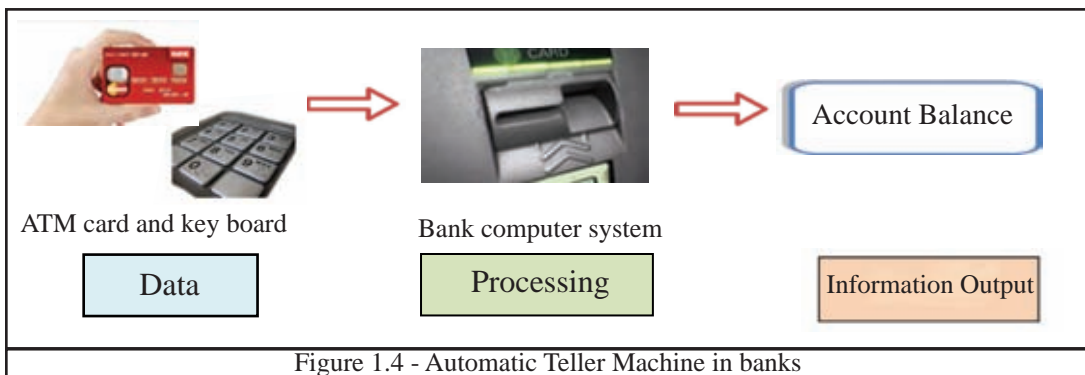 CARD
Account Balance
ATM card and key board
Bank computer system
Data
Processing
Information Output
Figure 1.4 - Automatic Teller Machine in banks